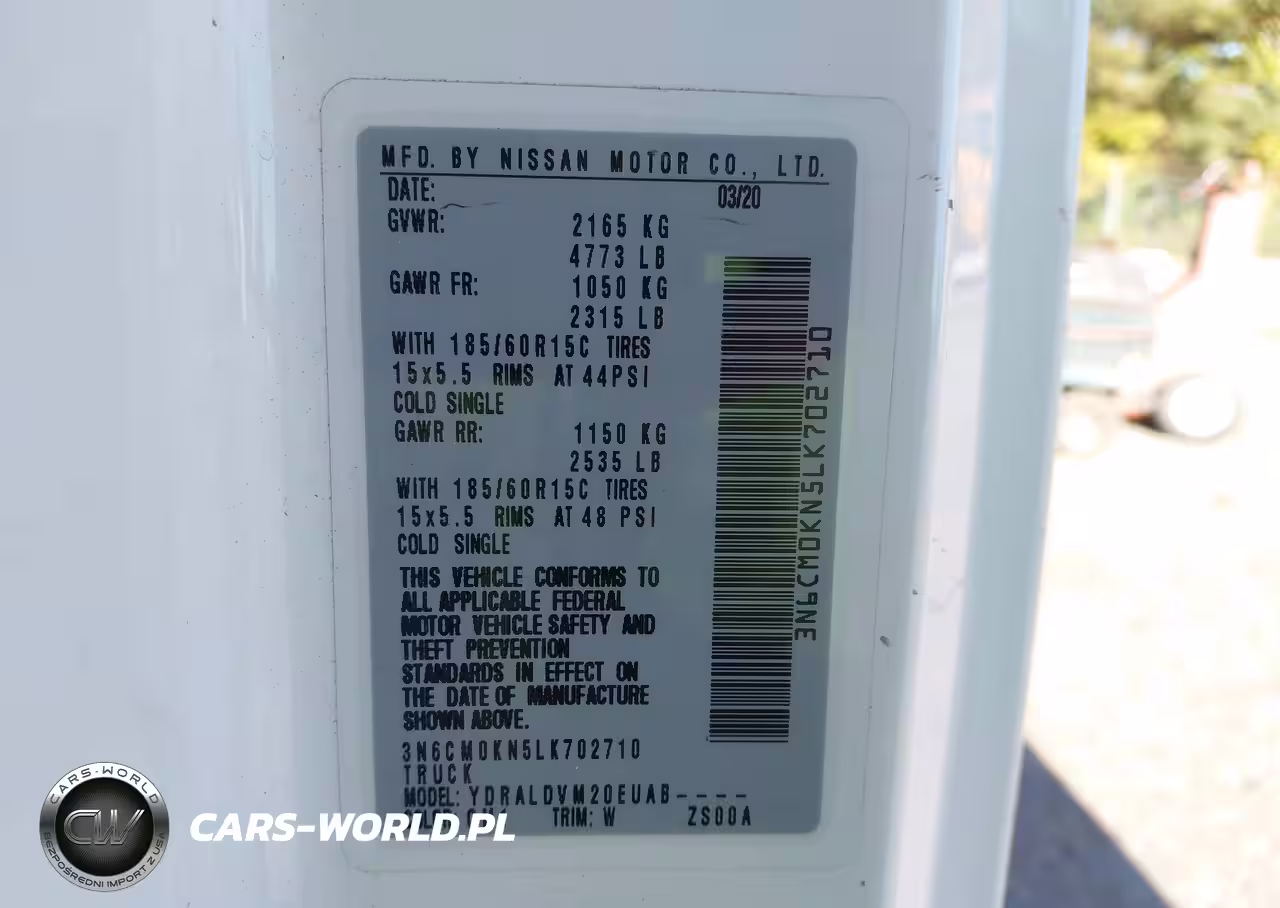 MFD. BY NISSAN MOTOR CO., LTD.
DATE: 03/20
GVWR: 2165 KG
4773 LB
GAWR FR: 1050 KG
2315 LB
WITH 185/60R15C TIRES
15x5.5 RIMS AT 44PSI
COLD SINGLE
GAWR RR: 1150 KG
2535 LB
WITH 185/60R15C TIRES
15x5.5 RIMS AT 48 PSI
COLD SINGLE
THIS VEHICLE CONFORMS TO
ALL APPLICABLE FEDERAL
MOTOR VEHICLE SAFETY AND
THEFT PREVENTION
STANDARDS IN EFFECT ON
THE DATE OF MANUFACTURE
SHOWN ABOVE.
3N6CM0KN5LK702710
TRUCK
MODEL: YDRALDVM20EUAB----
TRIM: W ZS00A
3N6CM0KN5LK702710
CARS-WORLD
CW
BEZPOŚREDNI IMPORT Z USA
CARS-WORLD.PL